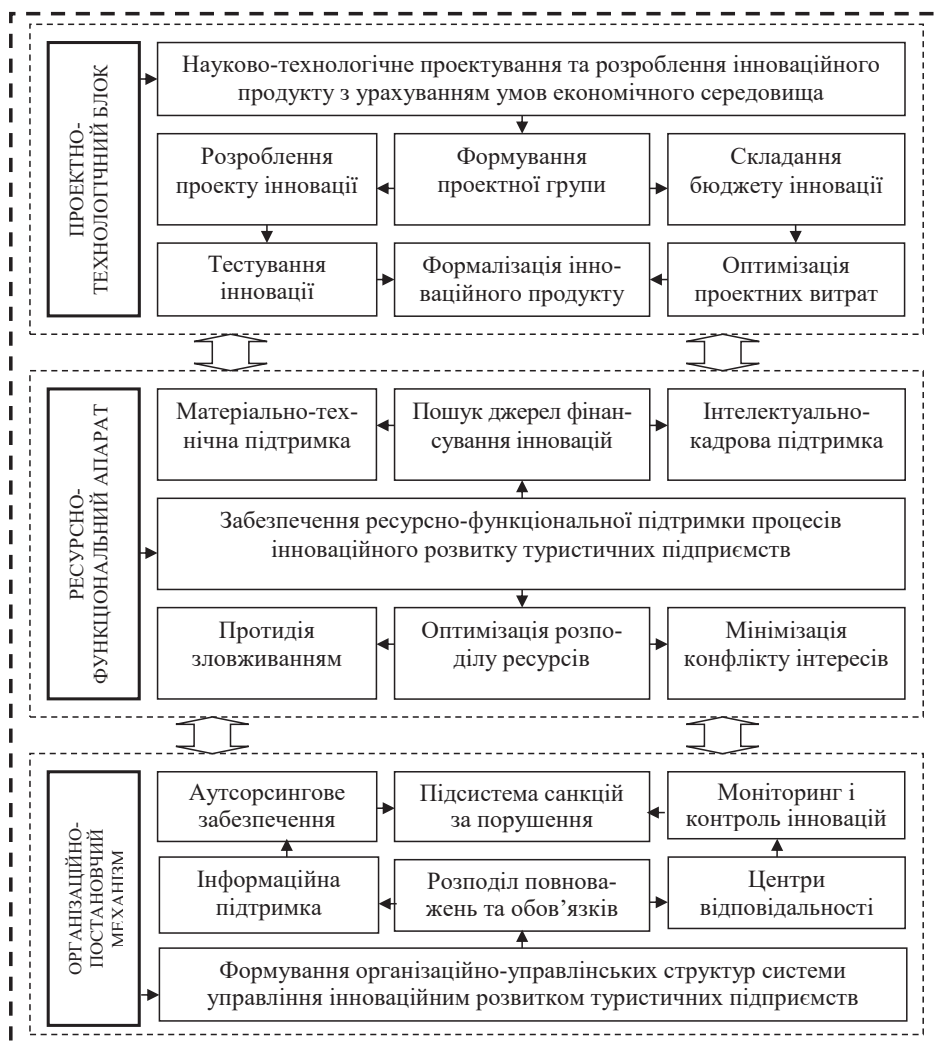 ПРОЕКТНО-
ТЕХНОЛОГІЧНИЙ БЛОК
Науково-технологічне проектування та розроблення інноваційного
продукту з урахуванням умов економічного середовища
Розроблення
проекту інновації
Формування
проектної групи
Складання
бюджету інновації
Тестування
інновації
Формалізація інно-
ваційного продукту
Оптимізація
проектних витрат
РЕСУРСНО-
ФУНКЦІОНАЛЬНИЙ АПАРАТ
Матеріально-тех-
нічна підтримка
Пошук джерел фінан-
сування інновацій
Інтелектуально-
кадрова підтримка
Забезпечення ресурсно-функціональної підтримки процесів
інноваційного розвитку туристичних підприємств
Протидія
зловживанням
Оптимізація розпо-
ділу ресурсів
Мінімізація
конфлікту інтересів
ОРГАНІЗАЦІЙНО-
ПОСТАНОВЧИЙ
МЕХАНІЗМ
Аутсорсингове
забезпечення
Підсистема санкцій
за порушення
Моніторинг і
контроль інновацій
Інформаційна
підтримка
Розподіл повнова-
жень та обов’язків
Центри
відповідальності
Формування організаційно-управлінських структур системи
управління інноваційним розвитком туристичних підприємств